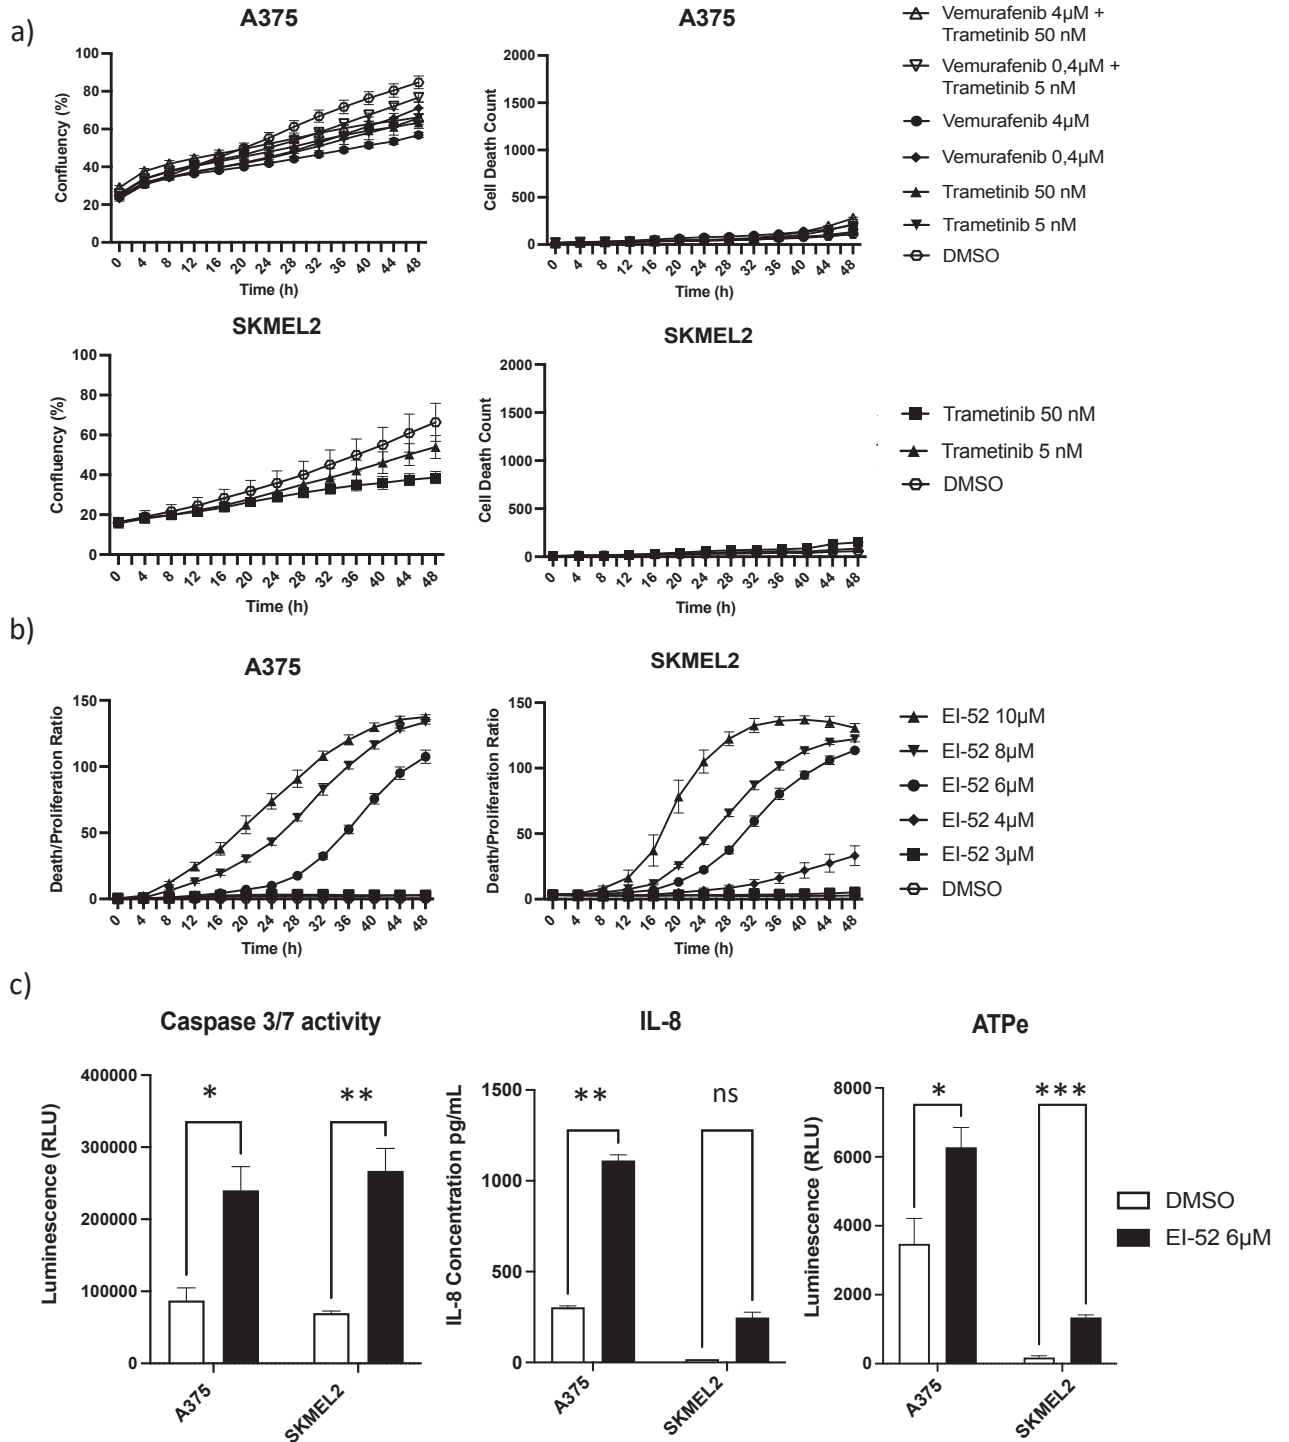 a)
A375
Confluency (%)
100
80
60
40
20
0
0 4 8 12 16 20 24 28 32 36 40 44 48
Time (h)
A375
Cell Death Count
2000
1500
1000
500
0
0 4 8 12 16 20 24 28 32 36 40 44 48
Time (h)
Vemurafenib 4µM +
Trametinib 50 nM
Vemurafenib 0,4µM +
Trametinib 5 nM
Vemurafenib 4µM
Vemurafenib 0,4µM
Trametinib 50 nM
Trametinib 5 nM
DMSO
SKMEL2
Confluency (%)
100
80
60
40
20
0
0 4 8 12 16 20 24 28 32 36 40 44 48
Time (h)
SKMEL2
Cell Death Count
2000
1500
1000
500
0
0 4 8 12 16 20 24 28 32 36 40 44 48
Time (h)
Trametinib 50 nM
Trametinib 5 nM
DMSO
b)
A375
Death/Proliferation Ratio
150
100
50
0
0 4 8 12 16 20 24 28 32 36 40 44 48
Time (h)
SKMEL2
Death/Proliferation Ratio
150
100
50
0
0 4 8 12 16 20 24 28 32 36 40 44 48
Time (h)
EI-52 10µM
EI-52 8µM
EI-52 6µM
EI-52 4µM
EI-52 3µM
DMSO
c)
Caspase 3/7 activity
Luminescence (RLU)
400000
300000
200000
100000
0
*
**
A375
SKMEL2
IL-8
IL-8 Concentration pg/mL
1500
1000
500
0
**
ns
A375
SKMEL2
ATPe
Luminescence (RLU)
8000
6000
4000
2000
0
*
***
A375
SKMEL2
DMSO
EI-52 6µM